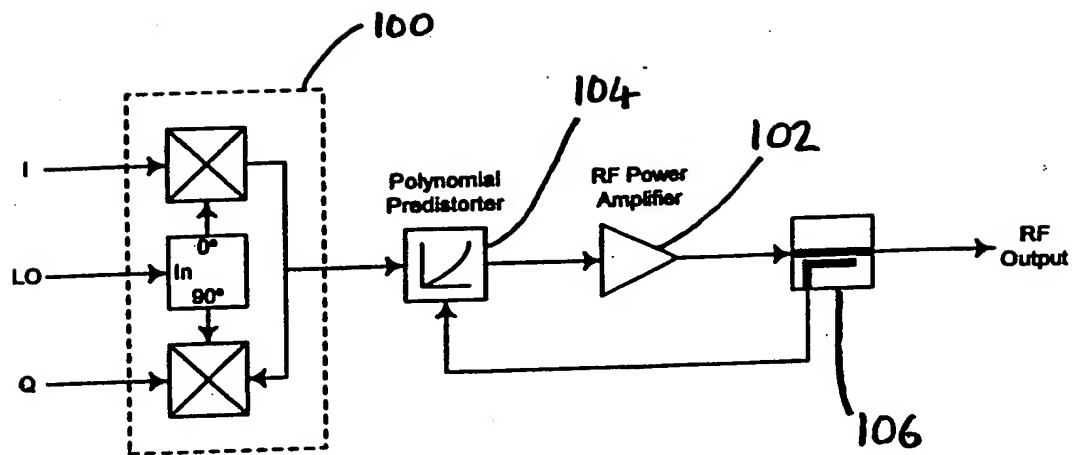 100
104
102
I
Polynomial
Predistorter
RF Power
Amplifier
0°
LO
In
90°
RF
Output
Q
106